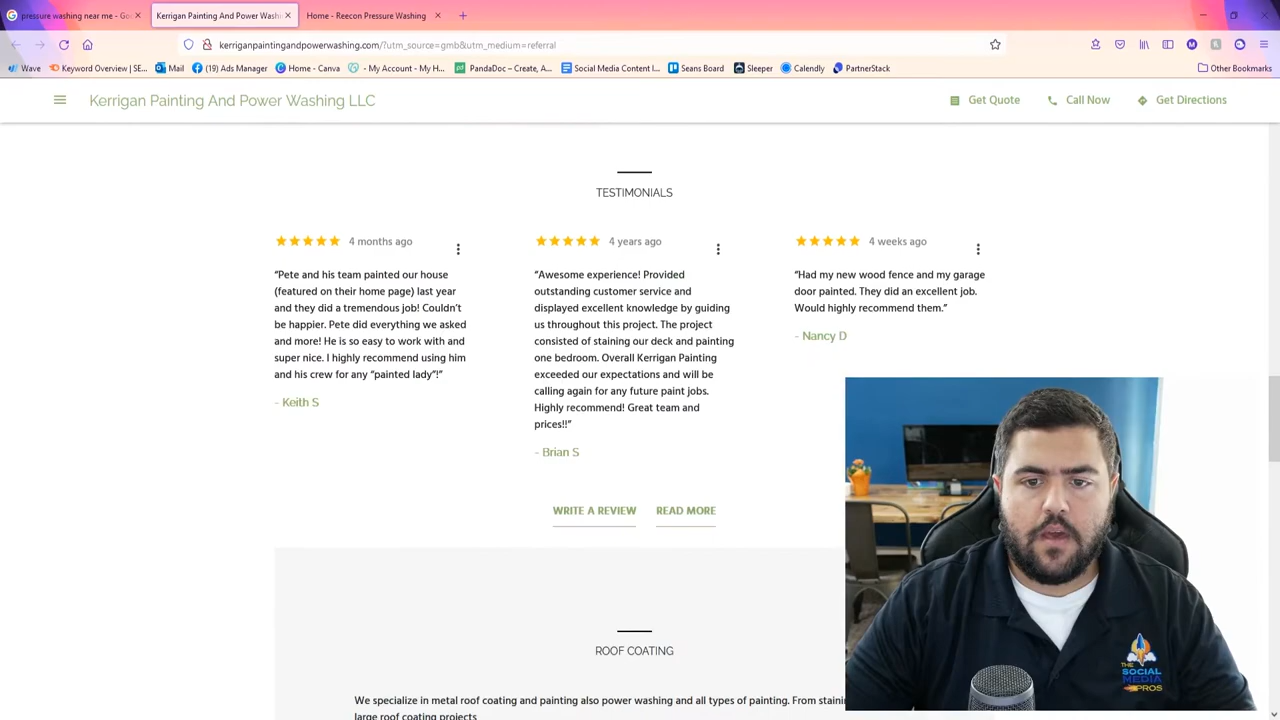 pressure washing near me - Go
Kerrigan Painting And Power Washin
Home - Reecon Pressure Washing
kerriganpaintingandpowerwashing.com/?utm_source=gmb&utm_medium=referral
Wave
Keyword Overview | SE...
Mail
(19) Ads Manager
Home - Canva
- My Account - My H...
PandaDoc – Create, A...
Social Media Content I...
Seans Board
Sleeper
Calendly
PartnerStack
Other Bookmarks
Kerrigan Painting And Power Washing LLC
Get Quote
Call Now
Get Directions
TESTIMONIALS
4 months ago
“Pete and his team painted our house
(featured on their home page) last year
and they did a tremendous job! Couldn’t
be happier. Pete did everything we asked
and more! He is so easy to work with and
super nice. I highly recommend using him
and his crew for any “painted lady”!”
- Keith S
4 years ago
“Awesome experience! Provided
outstanding customer service and
displayed excellent knowledge by guiding
us throughout this project. The project
consisted of staining our deck and painting
one bedroom. Overall Kerrigan Painting
exceeded our expectations and will be
calling again for any future paint jobs.
Highly recommend! Great team and
prices!!”
- Brian S
4 weeks ago
“Had my new wood fence and my garage
door painted. They did an excellent job.
Would highly recommend them.”
- Nancy D
WRITE A REVIEW
READ MORE
ROOF COATING
We specialize in metal roof coating and painting also power washing and all types of painting. From stainin
large roof coating projects
THE
SOCIAL
MEDIA
PROS